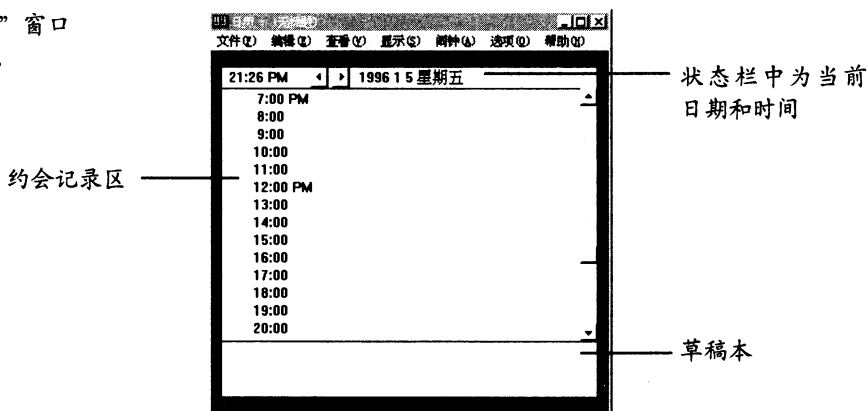 ”窗口
文件(F) 编辑(E) 查看(V) 显示(S) 闹钟(A) 选项(O) 帮助(H)
21:26 PM 1996 1 5 星期五
状态栏中为当前
日期和时间
7:00 PM
8:00
9:00
10:00
11:00
约会记录区
12:00 PM
13:00
14:00
15:00
16:00
17:00
18:00
19:00
20:00
草稿本